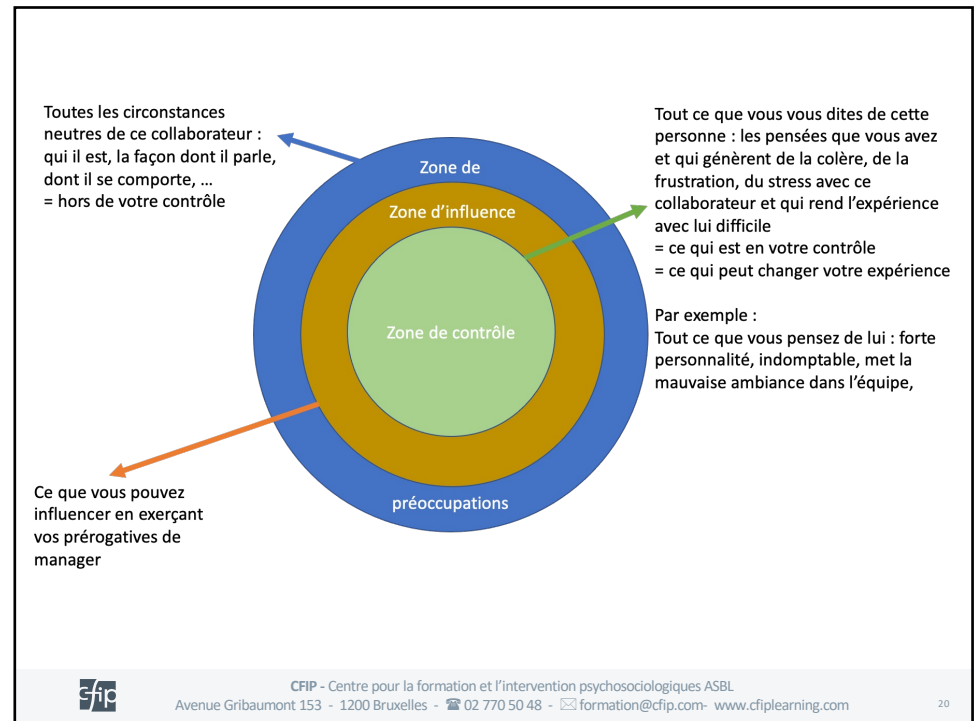 Toutes les circonstances
neutres de ce collaborateur :
qui il est, la façon dont il parle,
dont il se comporte, …
= hors de votre contrôle
Zone de
Zone d’influence
Zone de contrôle
préoccupations
Tout ce que vous vous dites de cette
personne : les pensées que vous avez
et qui génèrent de la colère, de la
frustration, du stress avec ce
collaborateur et qui rend l’expérience
avec lui difficile
= ce qui est en votre contrôle
= ce qui peut changer votre expérience
Par exemple :
Tout ce que vous pensez de lui : forte
personnalité, indomptable, met la
mauvaise ambiance dans l’équipe,
Ce que vous pouvez
influencer en exerçant
vos prérogatives de
manager
cfip
CFIP - Centre pour la formation et l’intervention psychosociologiques ASBL
Avenue Gribaumont 153 - 1200 Bruxelles - ☎ 02 770 50 48 - ✉ formation@cfip.com- www.cfiplearning.com
20